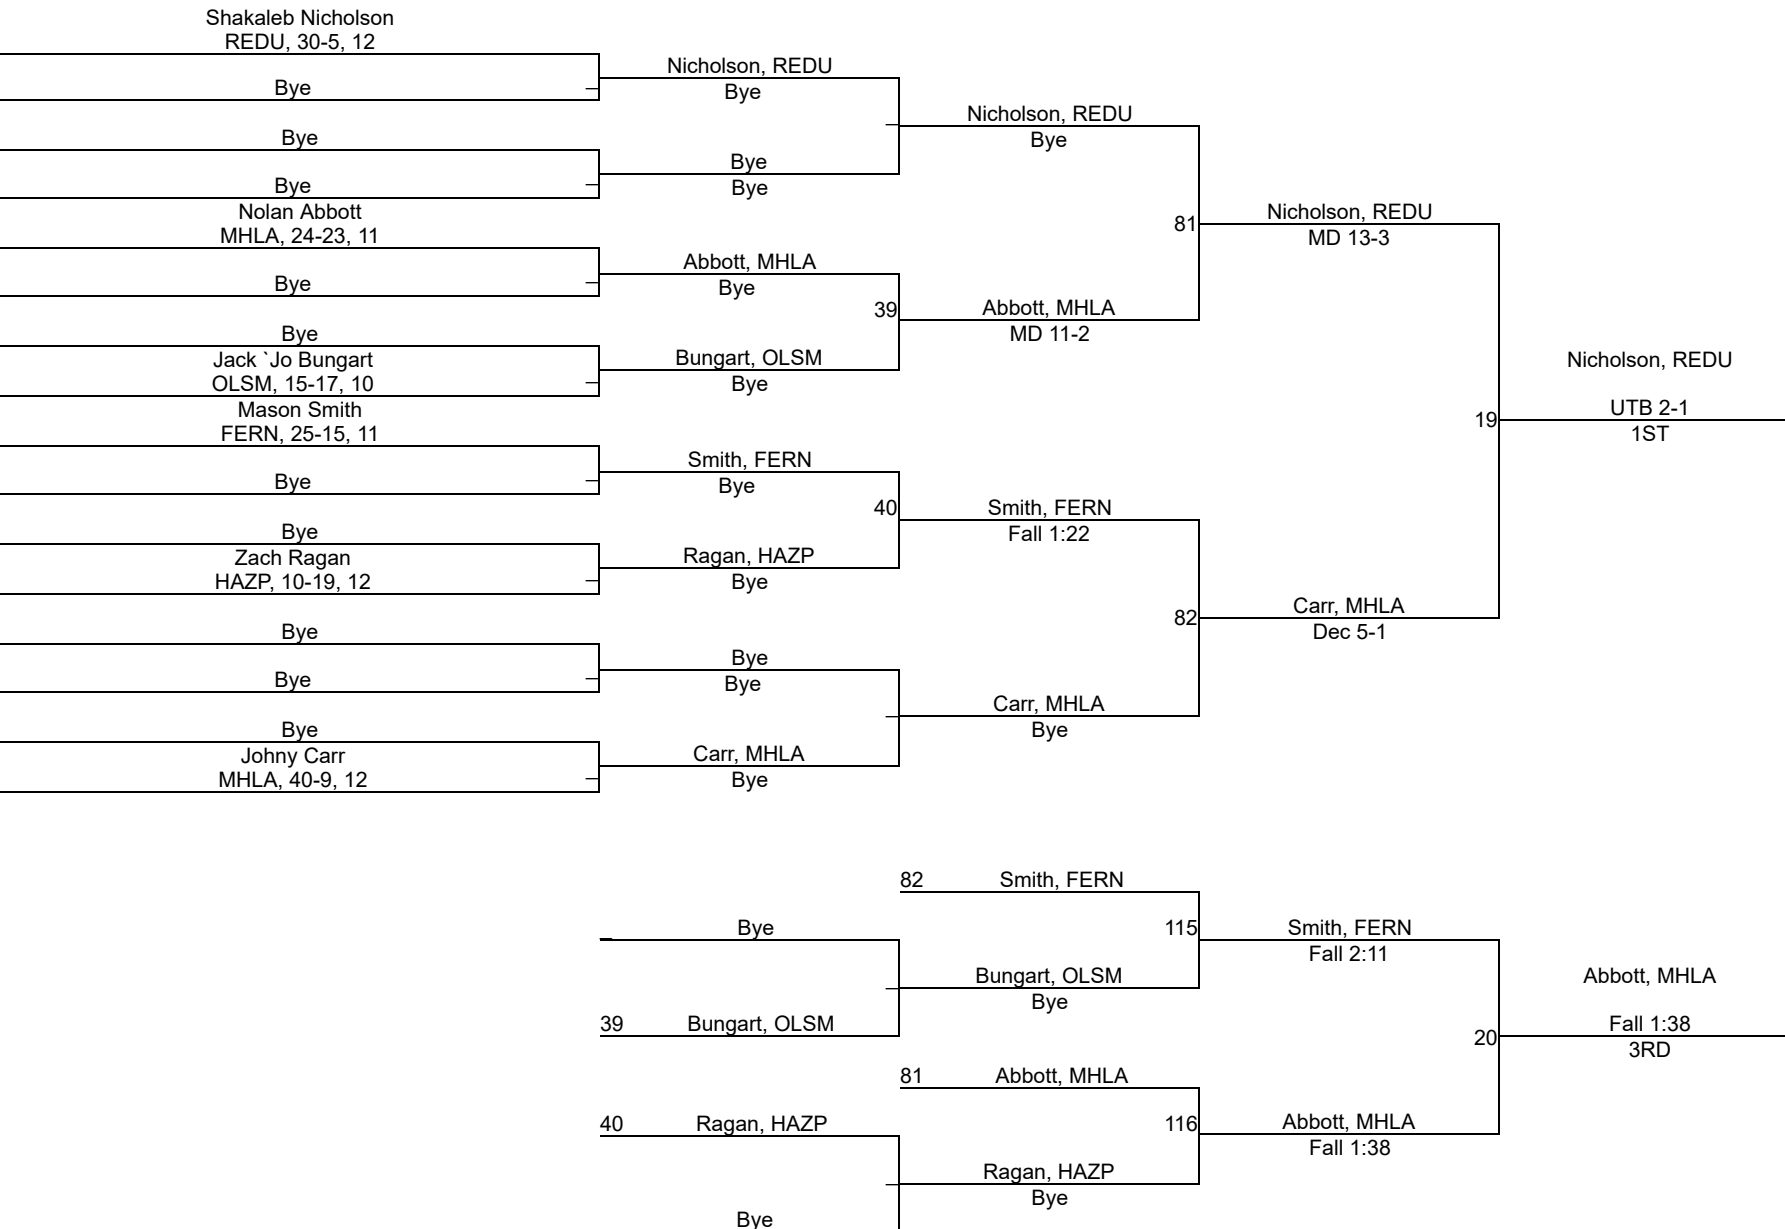 Shakaleb Nicholson
REDU, 30-5, 12
Bye
Bye
Bye
Nolan Abbott
MHLA, 24-23, 11
Bye
Bye
Jack `Jo Bungart
OLSM, 15-17, 10
Mason Smith
FERN, 25-15, 11
Bye
Bye
Zach Ragan
HAZP, 10-19, 12
Bye
Bye
Bye
Johny Carr
MHLA, 40-9, 12
Nicholson, REDU
Bye
Bye
Bye
Abbott, MHLA
Bye
39
Bungart, OLSM
Bye
Smith, FERN
Bye
40
Ragan, HAZP
Bye
Bye
Bye
Carr, MHLA
Bye
Nicholson, REDU
Bye
81
Abbott, MHLA
MD 11-2
Smith, FERN
Fall 1:22
82
Carr, MHLA
Bye
Nicholson, REDU
MD 13-3
19
Carr, MHLA
Dec 5-1
Nicholson, REDU
UTB 2-1
1ST
82 Smith, FERN
Bye
115
Bungart, OLSM
Bye
39 Bungart, OLSM
81 Abbott, MHLA
40 Ragan, HAZP
116
Ragan, HAZP
Bye
Bye
Smith, FERN
Fall 2:11
20
Abbott, MHLA
Fall 1:38
Abbott, MHLA
Fall 1:38
3RD